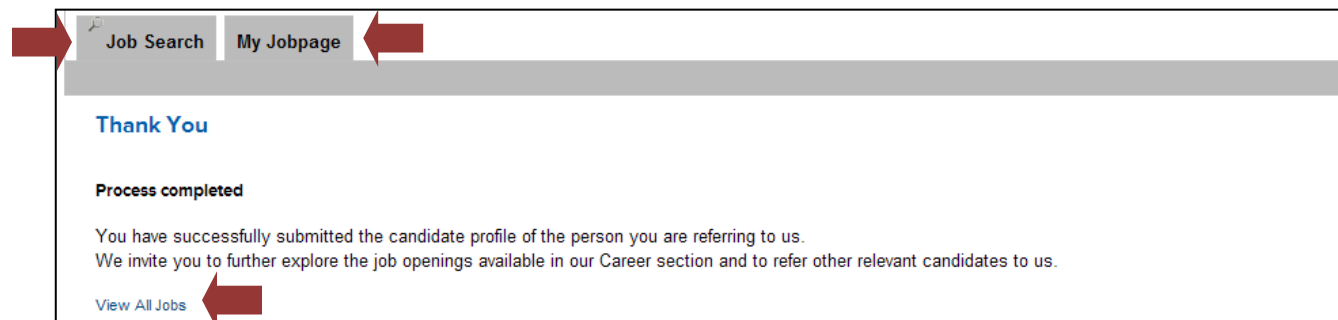 Job Search My Jobpage
Thank You
Process completed
You have successfully submitted the candidate profile of the person you are referring to us.
We invite you to further explore the job openings available in our Career section and to refer other relevant candidates to us.
View All Jobs